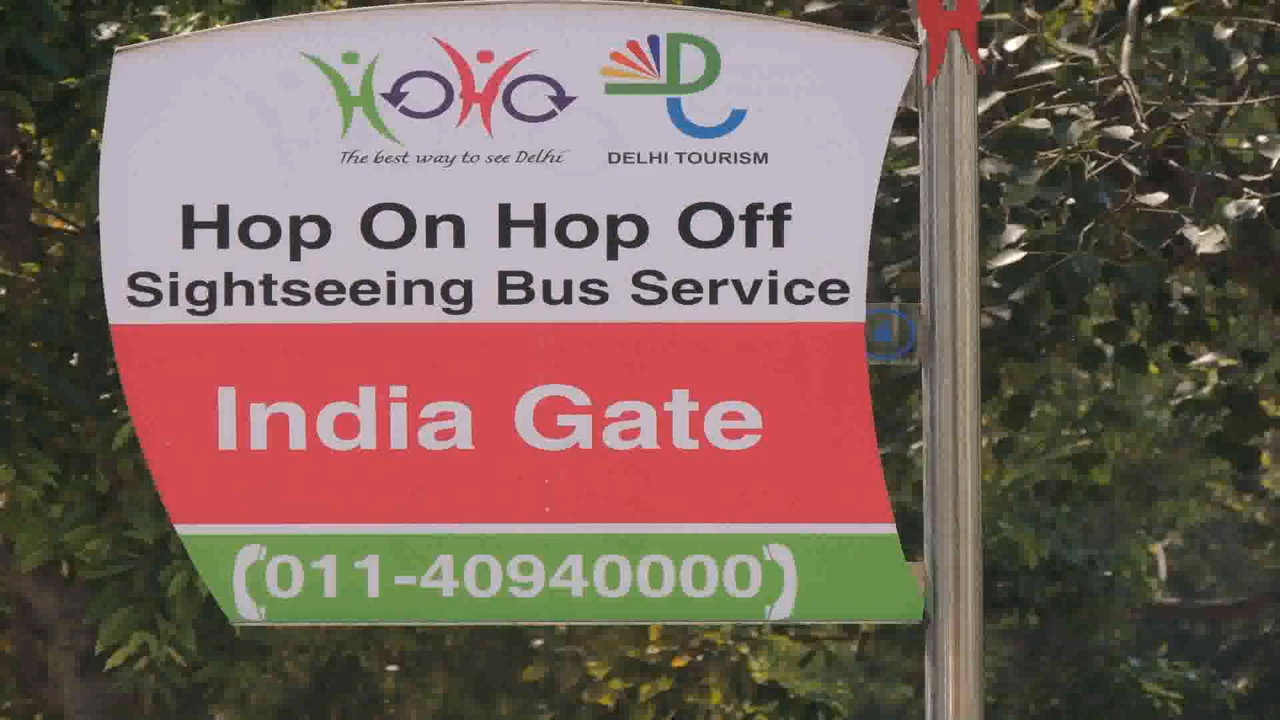 HOHO
The best way to see Delhi
DELHI TOURISM
Hop On Hop Off
Sightseeing Bus Service
India Gate
(011-40940000)